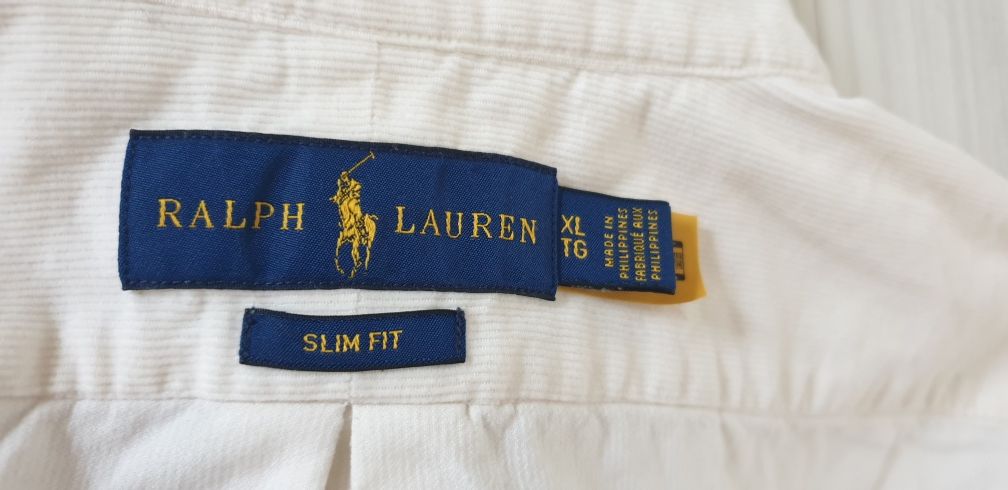 RALPH LAUREN
XL
TG
MADE IN
PHILIPPINES
FABRIQUÉ AUX
PHILIPPINES
SLIM FIT